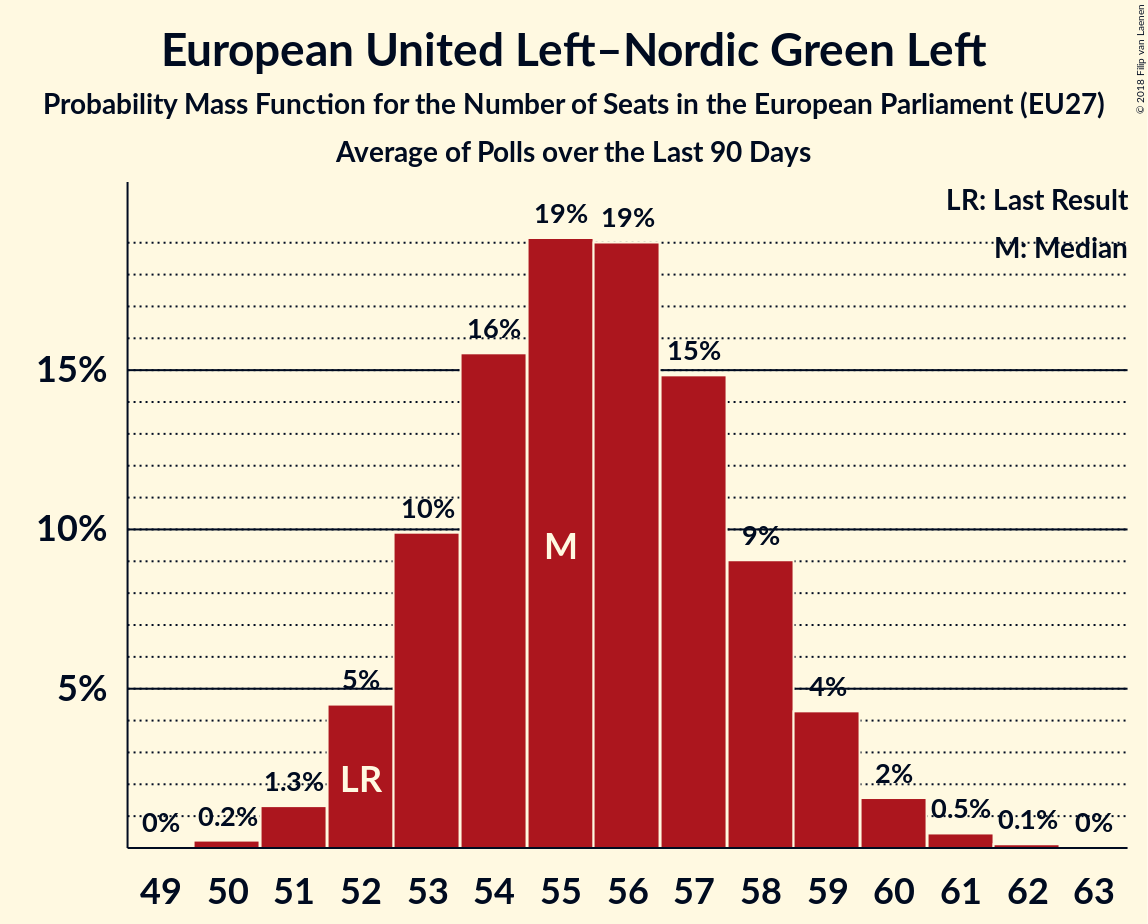 European United Left–Nordic Green Left
Probability Mass Function for the Number of Seats in the European Parliament (EU27)
Average of Polls over the Last 90 Days
© 2018 Filip van Laenen
LR: Last Result
M: Median
19% 19%
16%
15%
15%
10%
10%
9%
M
5%
5%
4%
LR
1.3%
2%
0% 0.2%
0.5% 0.1% 0%
49 50 51 52 53 54 55 56 57 58 59 60 61 62 63